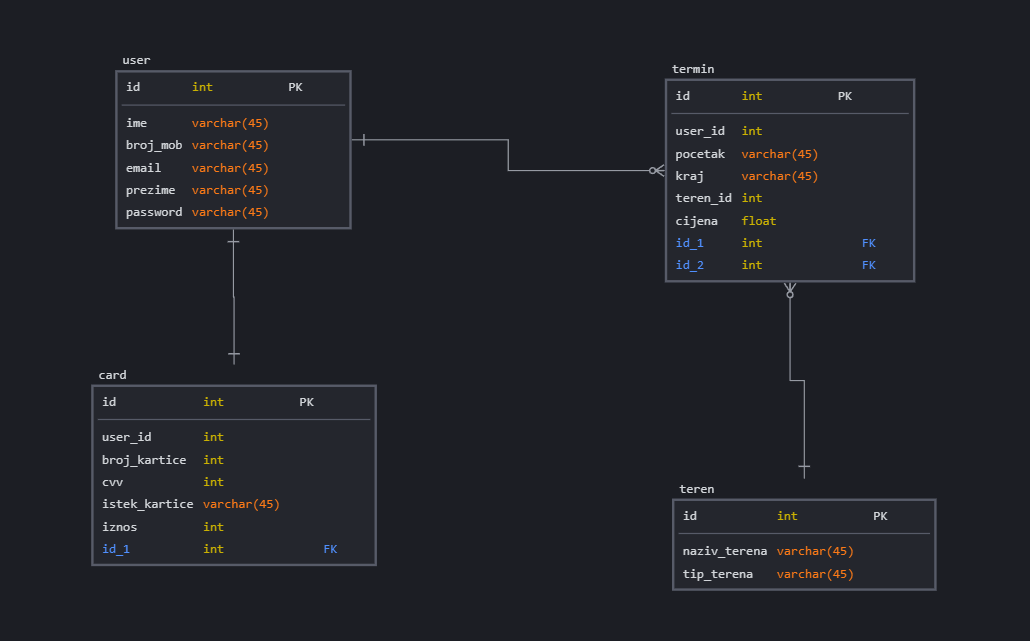 user
id int PK
ime varchar(45)
broj_mob varchar(45)
email varchar(45)
prezime varchar(45)
password varchar(45)
termin
id int PK
user_id int
pocetak varchar(45)
kraj varchar(45)
teren_id int
cijena float
id_1 int FK
id_2 int FK
card
id int PK
user_id int
broj_kartice int
cvv int
istek_kartice varchar(45)
iznos int
id_1 int FK
teren
id int PK
naziv_terena varchar(45)
tip_terena varchar(45)